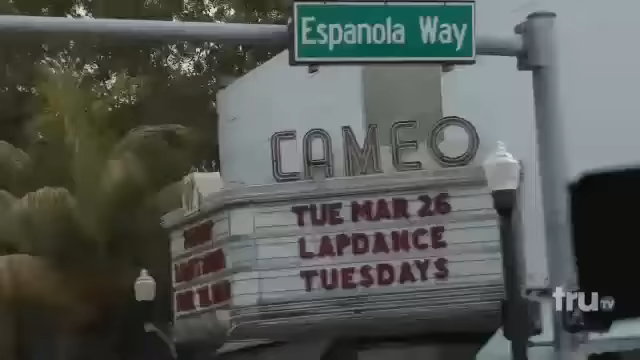 Espanola Way
CAMEO
TUE MAR 26
LAPDANCE
TUESDAYS
truTV